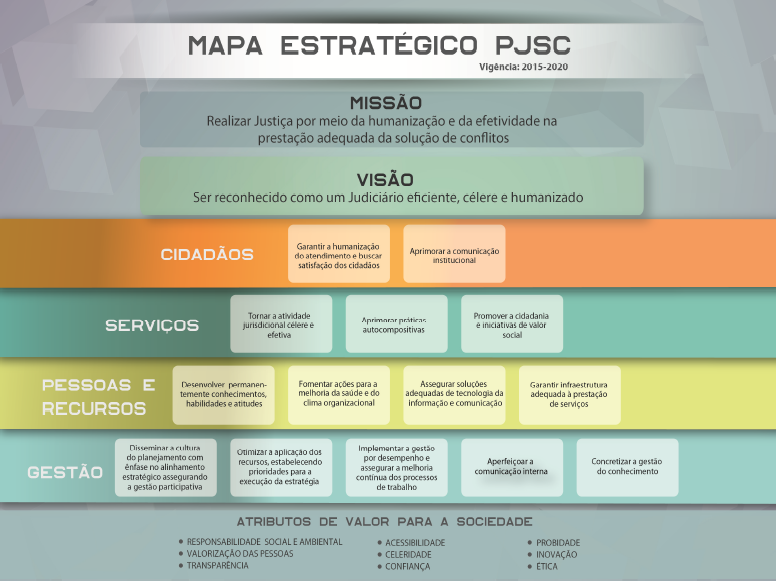 MAPA ESTRATÉGICO PJSC
Vigência: 2015-2020
MISSÃO
Realizar Justiça por meio da humanização e da efetividade na
prestação adequada da solução de conflitos
VISÃO
Ser reconhecido como um Judiciário eficiente, célere e humanizado
CIDADÃOS
Garantir a humanização
do atendimento e buscar
satisfação dos cidadãos
Aprimorar a comunicação
institucional
SERVIÇOS
Tornar a atividade
jurisdicional célere e
efetiva
Aprimorar práticas
autocompositivas
Promover a cidadania
e iniciativas de valor
social
PESSOAS E
RECURSOS
Desenvolver permanen-
temente conhecimentos,
habilidades e atitudes
Fomentar ações para a
melhoria da saúde e do
clima organizacional
Assegurar soluções
adequadas de tecnologia da
informação e comunicação
Garantir infraestrutura
adequada à prestação
de serviços
GESTÃO
Disseminar a cultura
do planejamento com
ênfase no alinhamento
estratégico assegurando
a gestão participativa
Otimizar a aplicação dos
recursos, estabelecendo
prioridades para a
execução da estratégia
Implementar a gestão
por desempenho e
assegurar a melhoria
contínua dos processos
de trabalho
Aperfeiçoar a
comunicação interna
Concretizar a gestão
do conhecimento
ATRIBUTOS DE VALOR PARA A SOCIEDADE
• RESPONSABILIDADE SOCIAL E AMBIENTAL
• VALORIZAÇÃO DAS PESSOAS
• TRANSPARÊNCIA
• ACESSIBILIDADE
• CELERIDADE
• CONFIANÇA
• PROBIDADE
• INOVAÇÃO
• ÉTICA